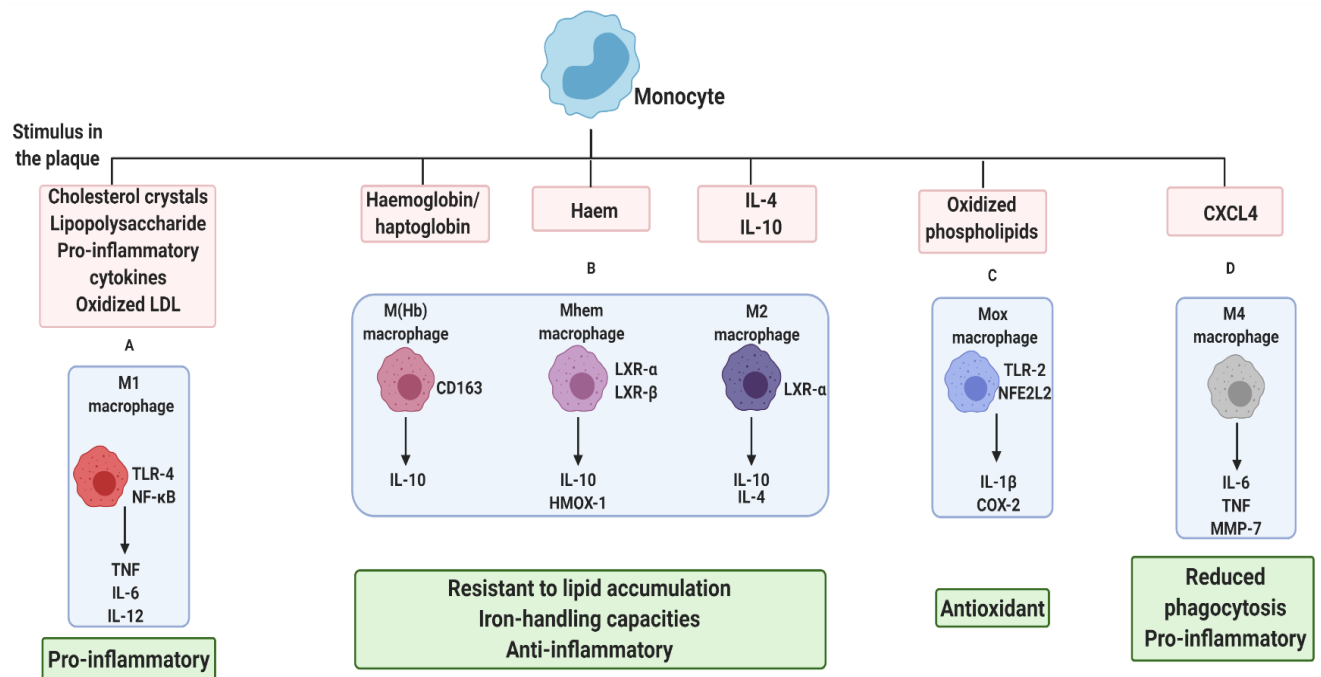 Monocyte
Stimulus in
the plaque
Cholesterol crystals
Lipopolysaccharide
Pro-inflammatory
cytokines
Oxidized LDL
Haemoglobin/
haptoglobin
Haem
IL-4
IL-10
Oxidized
phospholipids
CXCL4
A
M1
macrophage
TLR-4
NF-κB
TNF
IL-6
IL-12
Pro-inflammatory
B
M(Hb)
macrophage
CD163
IL-10
Mhem
macrophage
LXR-α
LXR-β
IL-10
HMOX-1
M2
macrophage
LXR-α
IL-10
IL-4
Resistant to lipid accumulation
Iron-handling capacities
Anti-inflammatory
C
Mox
macrophage
TLR-2
NFE2L2
IL-1β
COX-2
Antioxidant
D
M4
macrophage
IL-6
TNF
MMP-7
Reduced
phagocytosis
Pro-inflammatory